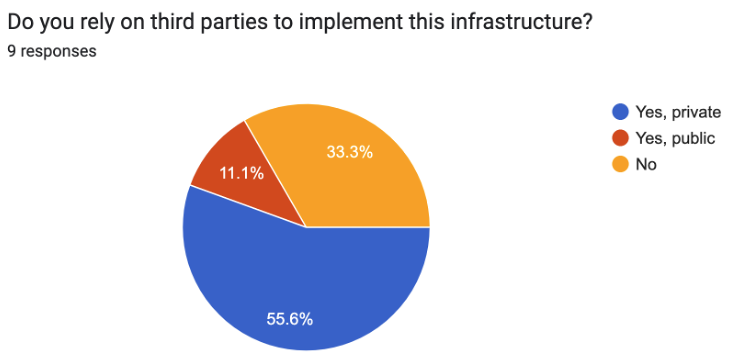 Do you rely on third parties to implement this infrastructure?
9 responses
Yes, private
Yes, public
No
33.3%
11.1%
55.6%